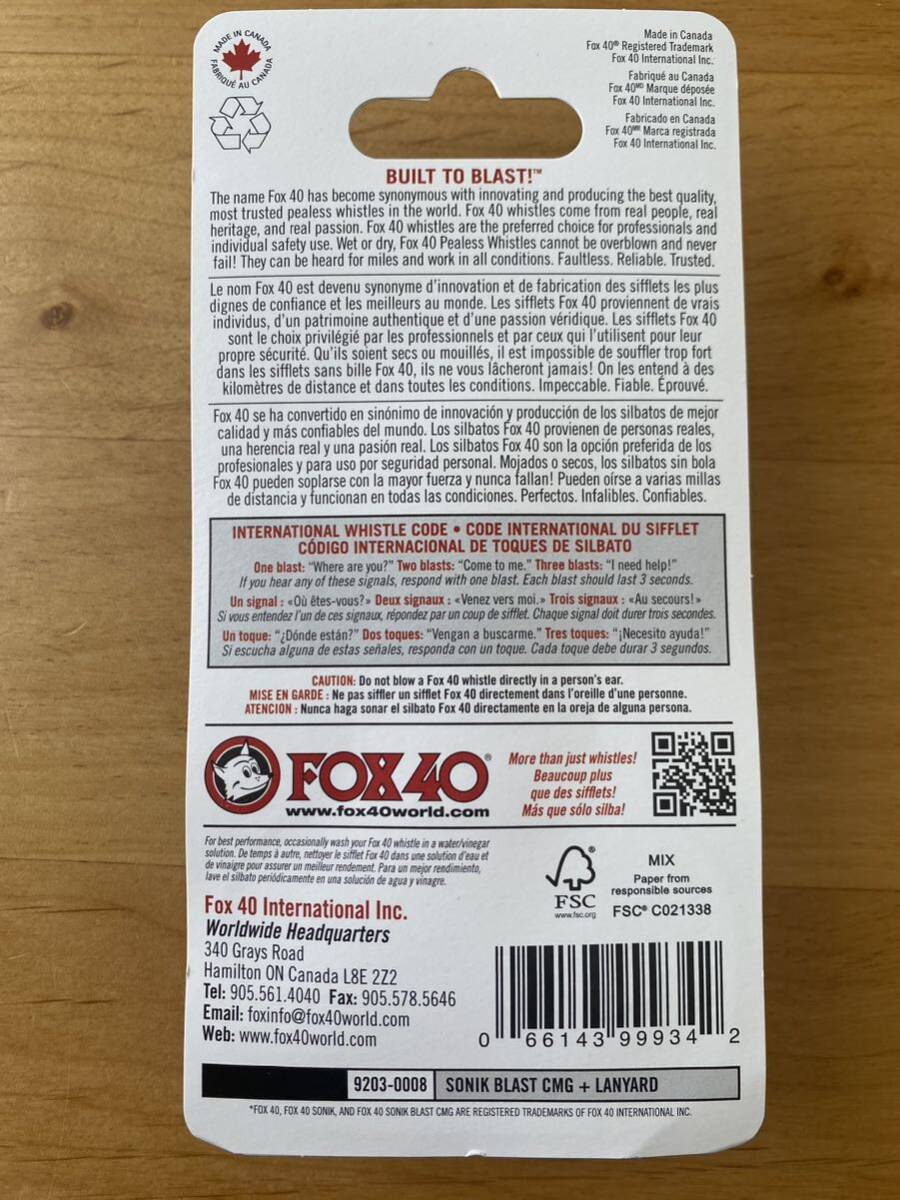 MADE IN CANADA
FABRIQUÉ AU CANADA
Made in Canada
Fox 40® Registered Trademark
Fox 40 International Inc.
Fabriqué au Canada
Fox 40MD Marque déposée
Fox 40 International Inc.
Fabricado en Canada
Fox 40MR Marca registrada
Fox 40 International Inc.
BUILT TO BLAST!™
The name Fox 40 has become synonymous with innovating and producing the best quality,
most trusted pealess whistles in the world. Fox 40 whistles come from real people, real
heritage, and real passion. Fox 40 whistles are the preferred choice for professionals and
individual safety use. Wet or dry, Fox 40 Pealess Whistles cannot be overblown and never
fail! They can be heard for miles and work in all conditions. Faultless. Reliable. Trusted.
Le nom Fox 40 est devenu synonyme d'innovation et de fabrication des sifflets les plus
dignes de confiance et les meilleurs au monde. Les sifflets Fox 40 proviennent de vrais
individus, d'un patrimoine authentique et d'une passion véridique. Les sifflets Fox 40
sont le choix privilégié par les professionnels et par ceux qui l'utilisent pour leur
propre sécurité. Qu'ils soient secs ou mouillés, il est impossible de souffler trop fort
dans les sifflets sans bille Fox 40, ils ne vous lâcheront jamais! On les entend à des
kilomètres de distance et dans toutes les conditions. Impeccable. Fiable. Éprouvé.
Fox 40 se ha convertido en sinónimo de innovación y producción de los silbatos de mejor
calidad y más confiables del mundo. Los silbatos Fox 40 provienen de personas reales,
una herencia real y una pasión real. Los silbatos Fox 40 son la opción preferida de los
profesionales y para uso por seguridad personal. Mojados o secos, los silbatos sin bola
Fox 40 pueden soplarse con la mayor fuerza y nunca fallan! Pueden oírse a varias millas
de distancia y funcionan en todas las condiciones. Perfectos. Infalibles. Confiables.
INTERNATIONAL WHISTLE CODE • CODE INTERNATIONAL DU SIFFLET
CÓDIGO INTERNACIONAL DE TOQUES DE SILBATO
One blast: "Where are you?" Two blasts: "Come to me." Three blasts: "I need help!"
If you hear any of these signals, respond with one blast. Each blast should last 3 seconds.
Un signal : «Où êtes-vous?» Deux signaux : «Venez vers moi.» Trois signaux : «Au secours!»
Si vous entendez l'un de ces signaux, répondez par un coup de sifflet. Chaque signal doit durer trois secondes.
Un toque: "¿Dónde están?" Dos toques: "Vengan a buscarme." Tres toques: "¡Necesito ayuda!"
Si escucha alguna de estas señales, responda con un toque. Cada toque debe durar 3 segundos.
CAUTION: Do not blow a Fox 40 whistle directly in a person's ear.
MISE EN GARDE : Ne pas siffler un sifflet Fox 40 directement dans l'oreille d'une personne.
ATENCION : Nunca haga sonar el silbato Fox 40 directamente en la oreja de alguna persona.
FOX 40®
www.fox40world.com
More than just whistles!
Beaucoup plus
que des sifflets!
Más que sólo silba!
For best performance, occasionally wash your Fox 40 whistle in a water/vinegar
solution. De temps à autre, nettoyer le sifflet Fox 40 dans une solution d'eau et
de vinaigre pour assurer un meilleur rendement. Para un mejor rendimiento,
lave el silbato periódicamente en una solución de agua y vinagre.
®
FSC
www.fsc.org
MIX
Paper from
responsible sources
FSC® C021338
Fox 40 International Inc.
Worldwide Headquarters
340 Grays Road
Hamilton ON Canada L8E 2Z2
Tel: 905.561.4040 Fax: 905.578.5646
Email: foxinfo@fox40world.com
Web: www.fox40world.com
0 66143 99934 2
9203-0008 SONIK BLAST CMG + LANYARD
*FOX 40, FOX 40 SONIK, AND FOX 40 SONIK BLAST CMG ARE REGISTERED TRADEMARKS OF FOX 40 INTERNATIONAL INC.